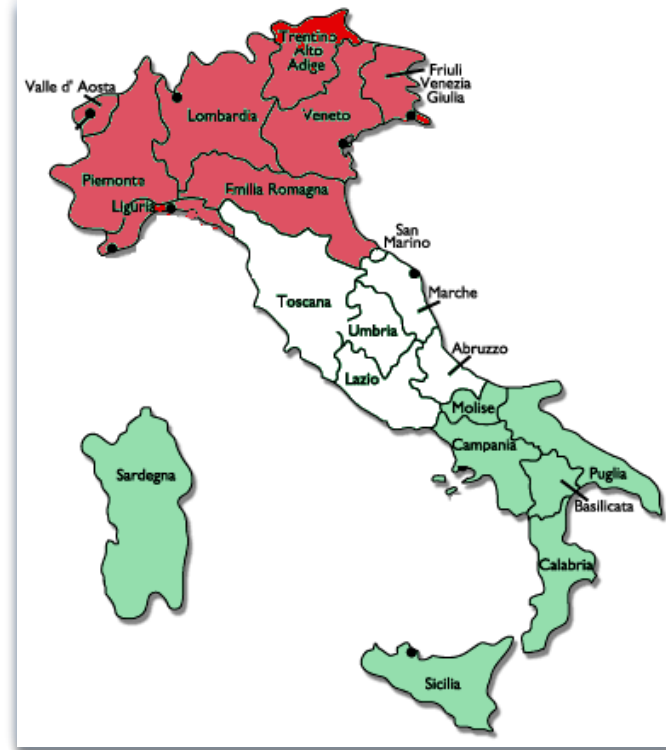 Trentino
Alto
Adige
Friuli
Venezia
Giulia
Valle d' Aosta
Lombardia
Veneto
Piemonte
Emilia Romagna
Liguria
San
Marino
Marche
Toscana
Umbria
Abruzzo
Lazio
Molise
Campania
Puglia
Basilicata
Sardegna
Calabria
Sicilia